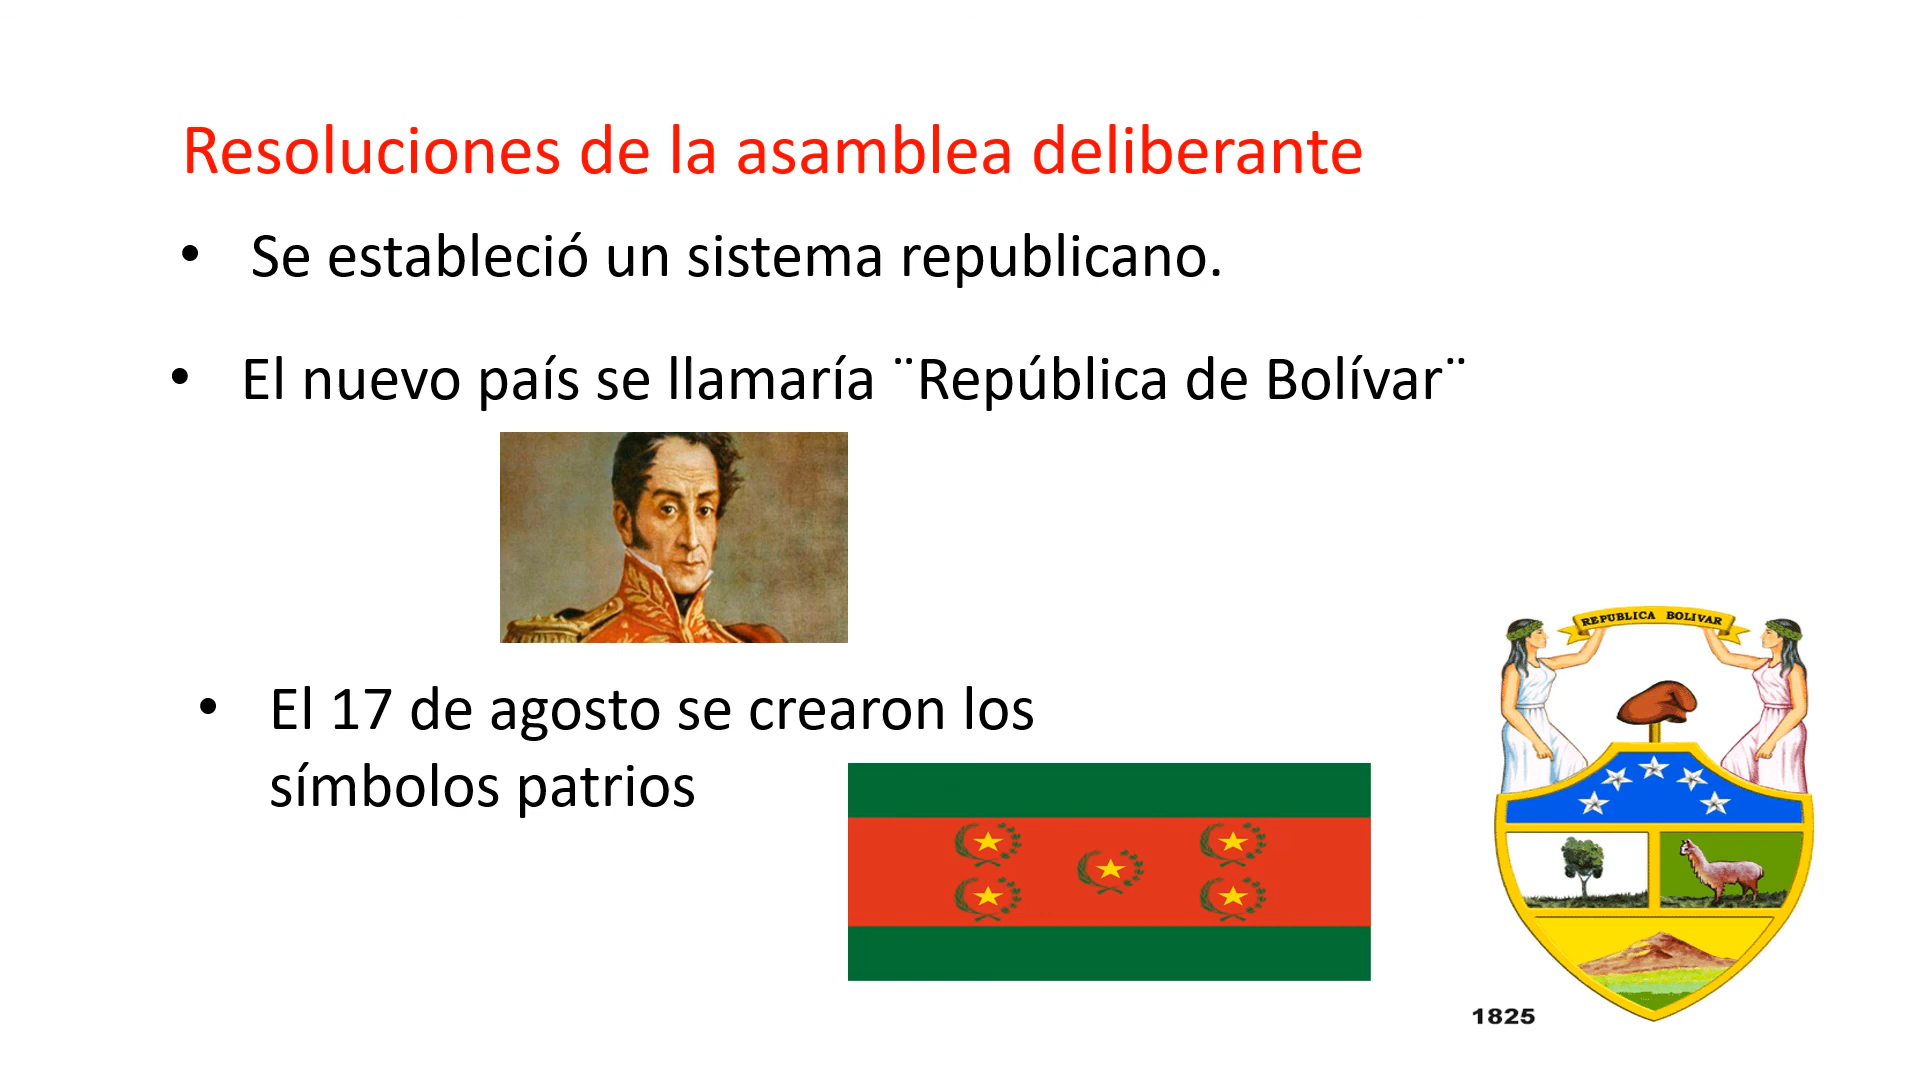 Resoluciones de la asamblea deliberante
• Se estableció un sistema republicano.
• El nuevo país se llamaría ¨República de Bolívar¨
REPUBLICA BOLIVAR
• El 17 de agosto se crearon los
símbolos patrios
1825